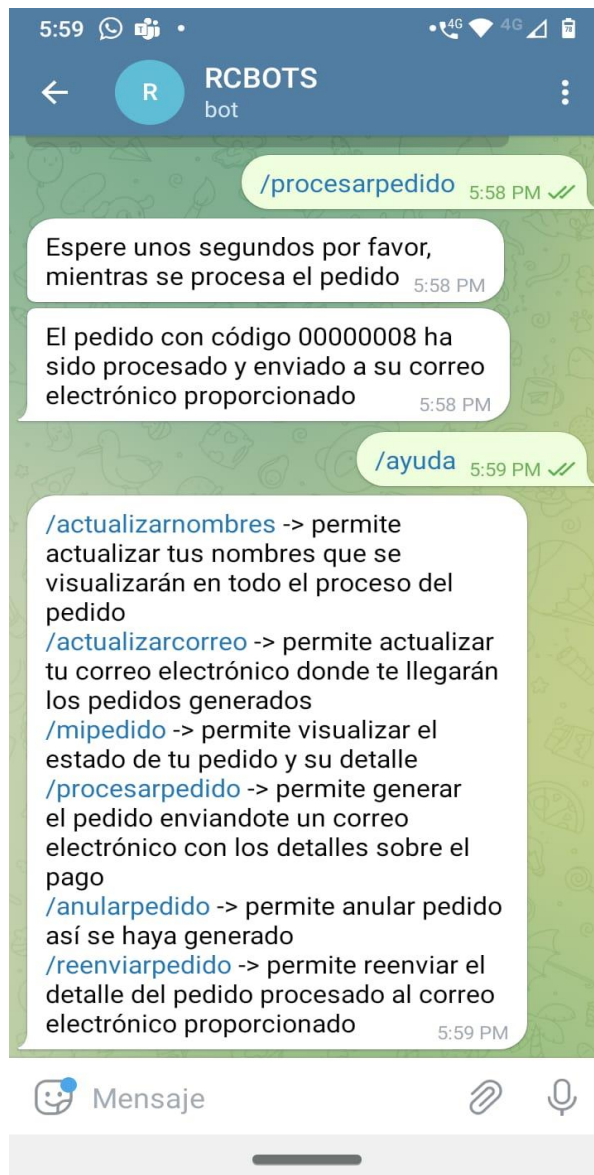 5:59
4G 4G 78
R
RCBOTS
bot
/procesarpedido 5:58 PM
Espere unos segundos por favor,
mientras se procesa el pedido 5:58 PM
El pedido con código 00000008 ha
sido procesado y enviado a su correo
electrónico proporcionado 5:58 PM
/ayuda 5:59 PM
/actualizarnombres -> permite
actualizar tus nombres que se
visualizarán en todo el proceso del
pedido
/actualizarcorreo -> permite actualizar
tu correo electrónico donde te llegarán
los pedidos generados
/mipedido -> permite visualizar el
estado de tu pedido y su detalle
/procesarpedido -> permite generar
el pedido enviandote un correo
electrónico con los detalles sobre el
pago
/anularpedido -> permite anular pedido
así se haya generado
/reenviarpedido -> permite reenviar el
detalle del pedido procesado al correo
electrónico proporcionado 5:59 PM
Mensaje